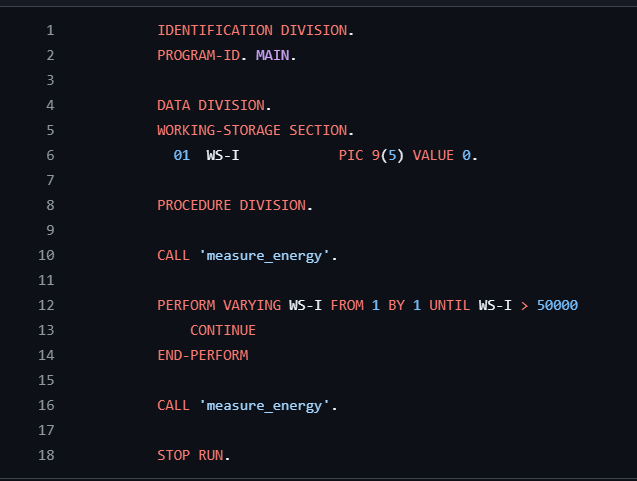 1 IDENTIFICATION DIVISION.
2 PROGRAM-ID. MAIN.
3
4 DATA DIVISION.
5 WORKING-STORAGE SECTION.
6 01 WS-I PIC 9(5) VALUE 0.
7
8 PROCEDURE DIVISION.
9
10 CALL 'measure_energy'.
11
12 PERFORM VARYING WS-I FROM 1 BY 1 UNTIL WS-I > 50000
13 CONTINUE
14 END-PERFORM
15
16 CALL 'measure_energy'.
17
18 STOP RUN.